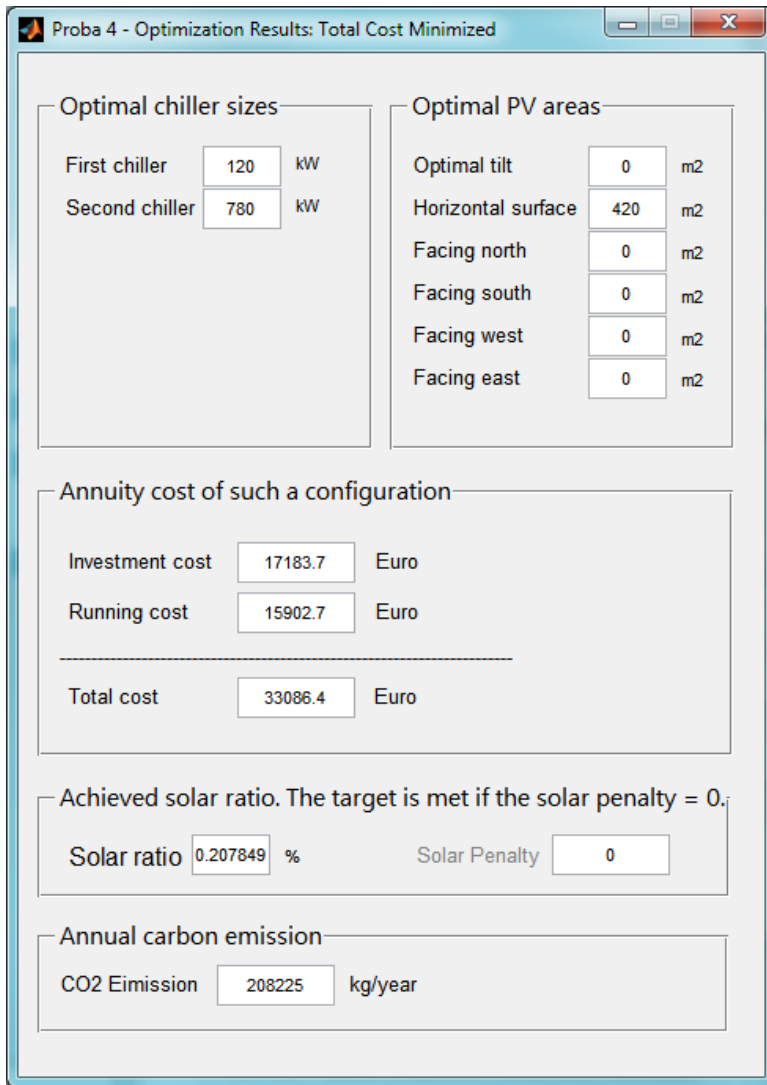 Proba 4 - Optimization Results: Total Cost Minimized
Optimal chiller sizes
First chiller 120 kW
Second chiller 780 kW
Optimal PV areas
Optimal tilt 0 m2
Horizontal surface 420 m2
Facing north 0 m2
Facing south 0 m2
Facing west 0 m2
Facing east 0 m2
Annuity cost of such a configuration
Investment cost 17183.7 Euro
Running cost 15902.7 Euro
Total cost 33086.4 Euro
Achieved solar ratio. The target is met if the solar penalty = 0.
Solar ratio 0.207849 % Solar Penalty 0
Annual carbon emission
CO2 Eimission 208225 kg/year